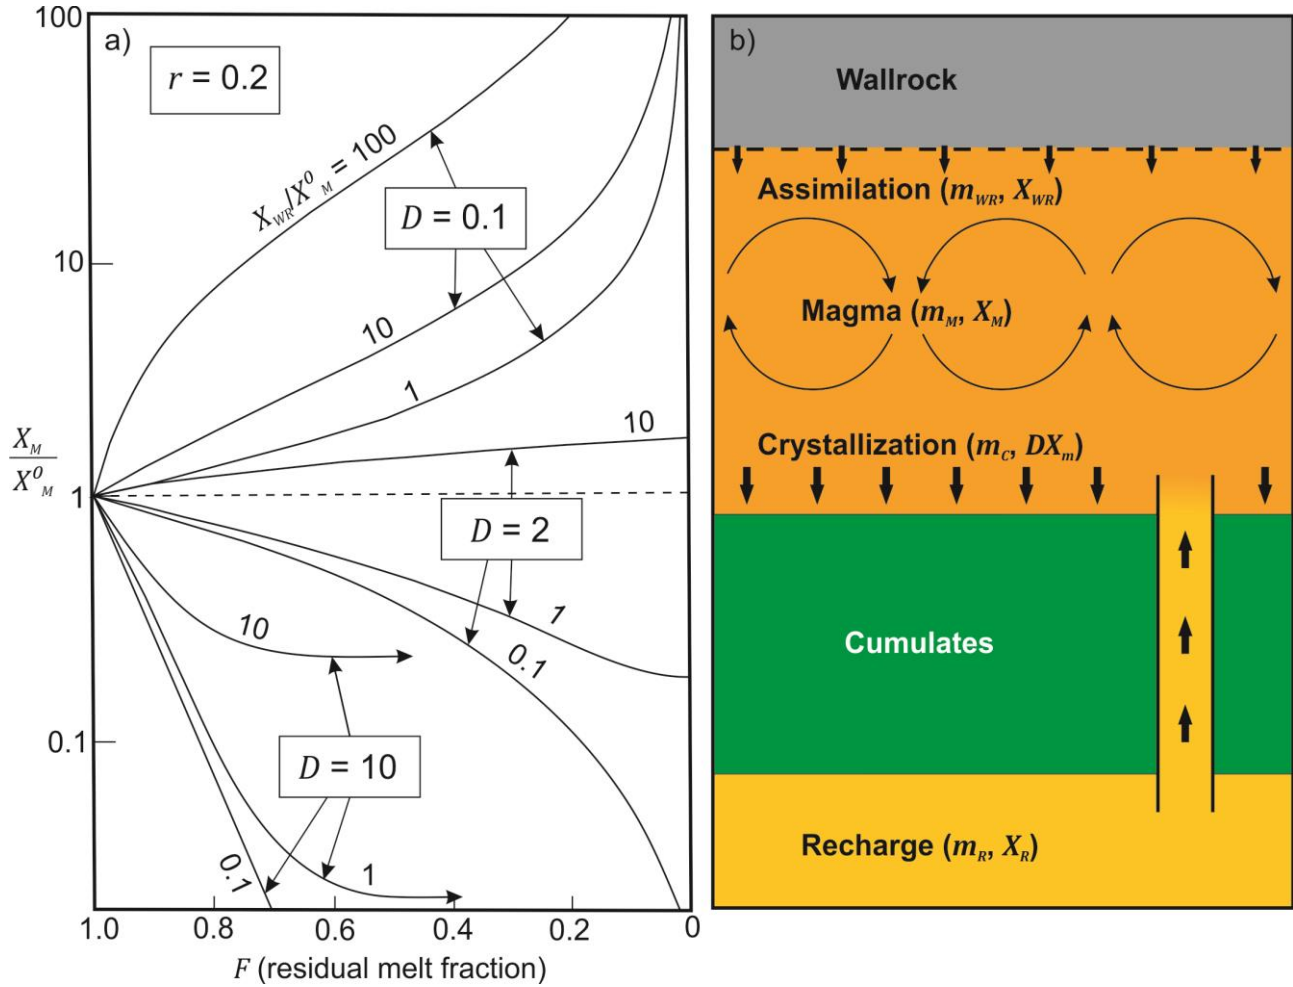 a)
r = 0.2
100
10
1
0.1
X_M
X⁰_M
X_WR/X⁰_M = 100
D = 0.1
10
1
10
D = 2
1
0.1
10
D = 10
0.1
1
1.0 0.8 0.6 0.4 0.2 0
F (residual melt fraction)
b)
Wallrock
Assimilation (m_WR, X_WR)
Magma (m_M, X_M)
Crystallization (m_C, DX_m)
Cumulates
Recharge (m_R, X_R)